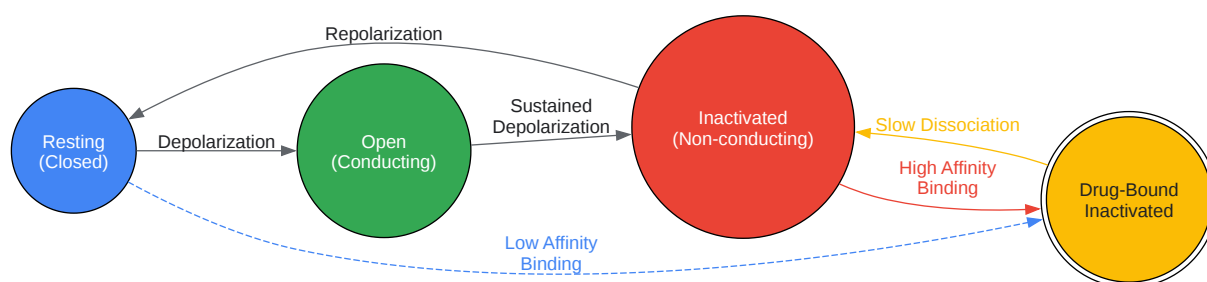 Repolarization
Resting
(Closed)
Depolarization
Open
(Conducting)
Sustained
Depolarization
Inactivated
(Non-conducting)
Slow Dissociation
High Affinity
Binding
Drug-Bound
Inactivated
Low Affinity
Binding